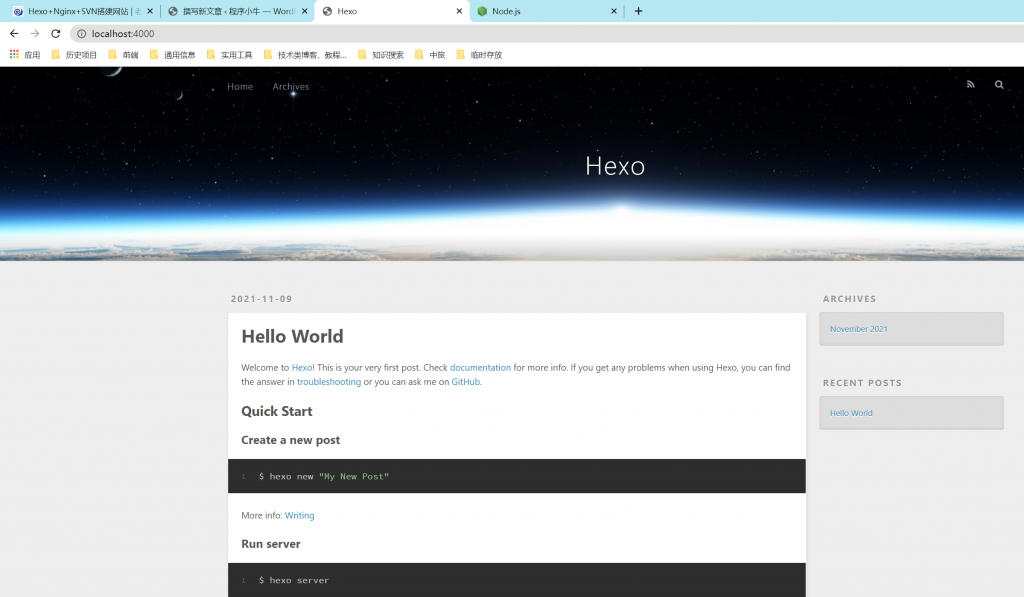 Hexo+Nginx+SVN搭建网站 |
撰写新文章 ‹ 程序小牛 — Word
Hexo
Node.js
localhost:4000
应用 历史项目 前端 通用信息 实用工具 技术类博客、教程... 知识搜索 中旅 临时存放
Home Archives
Hexo
2021-11-09
Hello World
Welcome to Hexo! This is your very first post. Check documentation for more info. If you get any problems when using Hexo, you can find
the answer in troubleshooting or you can ask me on GitHub.
Quick Start
Create a new post
1 $ hexo new "My New Post"
More info: Writing
Run server
1 $ hexo server
ARCHIVES
November 2021
RECENT POSTS
Hello World